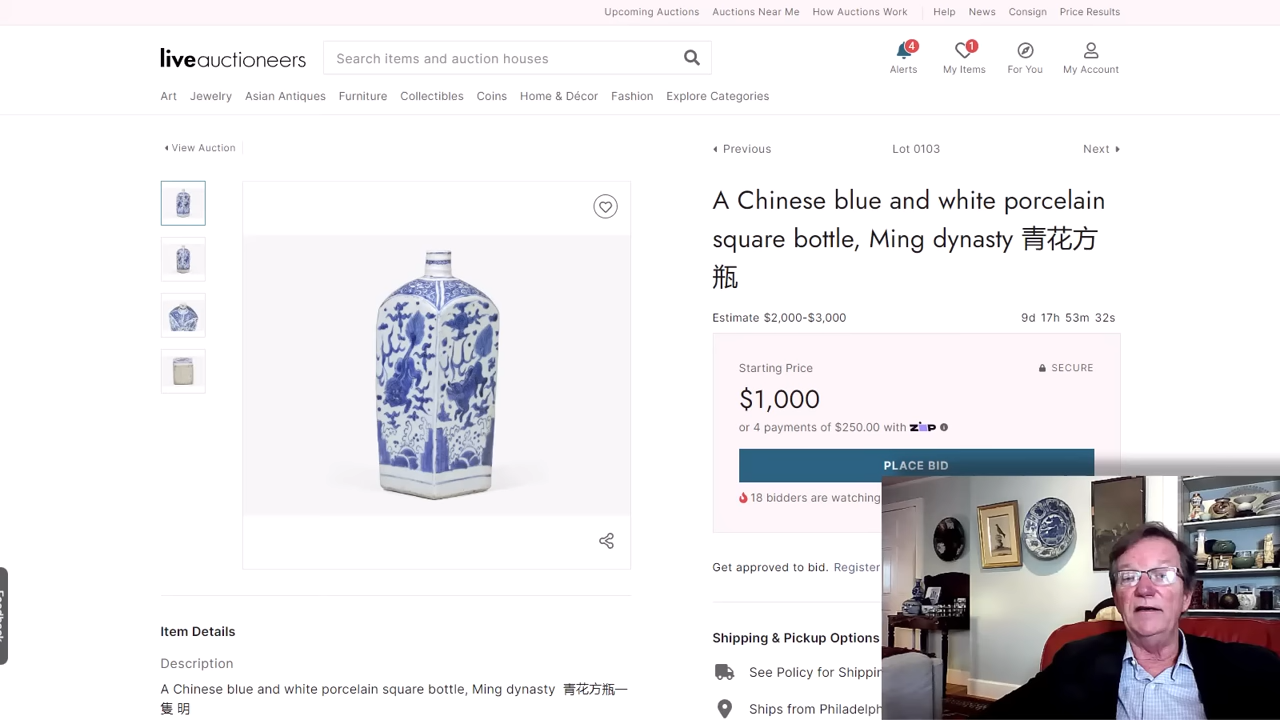 Upcoming Auctions Auctions Near Me How Auctions Work Help News Consign Price Results
liveauctioneers
Search items and auction houses
4
1
Alerts My Items For You My Account
Art Jewelry Asian Antiques Furniture Collectibles Coins Home & Décor Fashion Explore Categories
View Auction
Previous Lot 0103 Next
A Chinese blue and white porcelain
square bottle, Ming dynasty 青花方
瓶
Estimate $2,000-$3,000 9d 17h 53m 32s
Starting Price SECURE
$1,000
or 4 payments of $250.00 with ZIP
PLACE BID
18 bidders are watching
Get approved to bid. Register
Feedback
Item Details
Shipping & Pickup Options
Description
See Policy for Shippin
A Chinese blue and white porcelain square bottle, Ming dynasty 青花方瓶一
隻 明
Ships from Philadelph